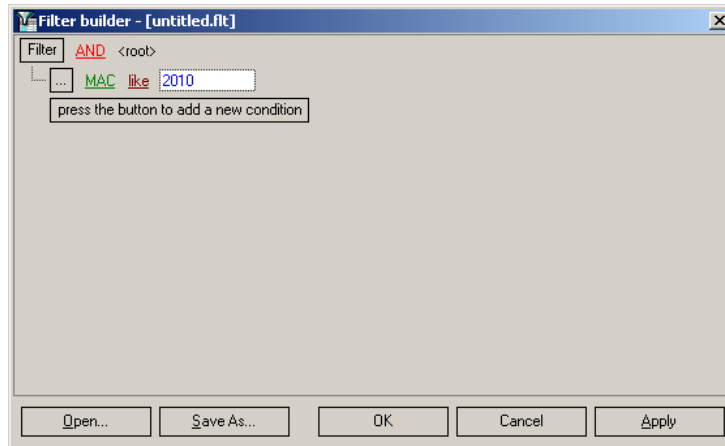 Filter builder - [untitled.flt]
Filter AND <root>
... MAC like 2010
press the button to add a new condition
Open... Save As... OK Cancel Apply